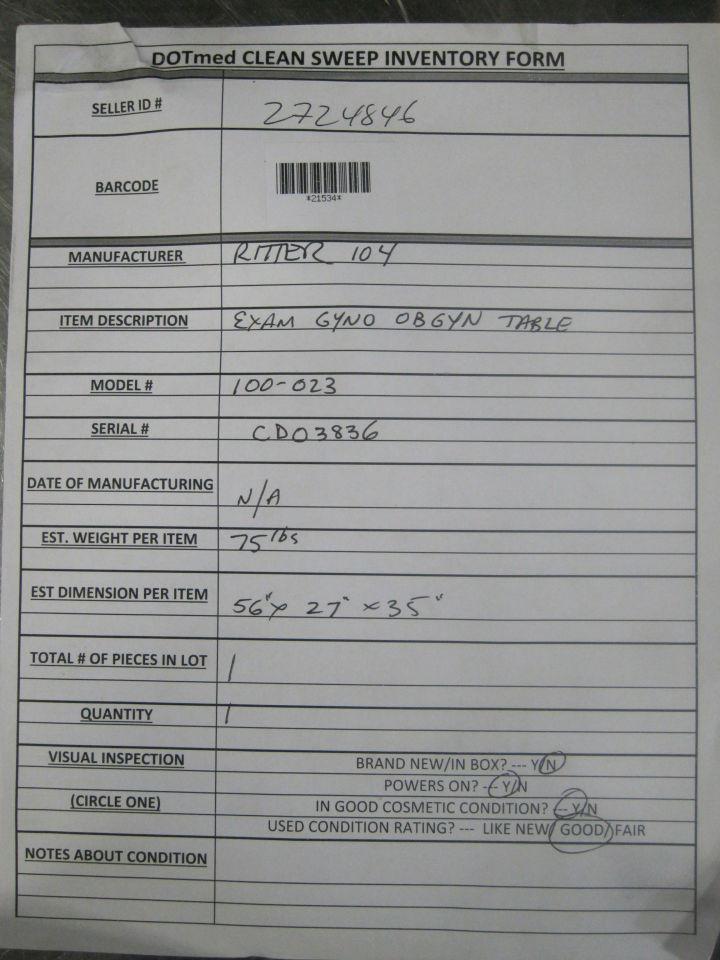 DOTmed CLEAN SWEEP INVENTORY FORM
SELLER ID # 2724846
BARCODE
*21534*
MANUFACTURER RITTER 104
ITEM DESCRIPTION EXAM GYNO OBGYN TABLE
MODEL # 100-023
SERIAL # CD03836
DATE OF MANUFACTURING N/A
EST. WEIGHT PER ITEM 75 lbs
EST DIMENSION PER ITEM 56" x 27" x 35"
TOTAL # OF PIECES IN LOT 1
QUANTITY 1
VISUAL INSPECTION BRAND NEW/IN BOX? --- Y/N
POWERS ON? --- Y/N
(CIRCLE ONE) IN GOOD COSMETIC CONDITION? --- Y/N
USED CONDITION RATING? --- LIKE NEW/ GOOD/ FAIR
NOTES ABOUT CONDITION